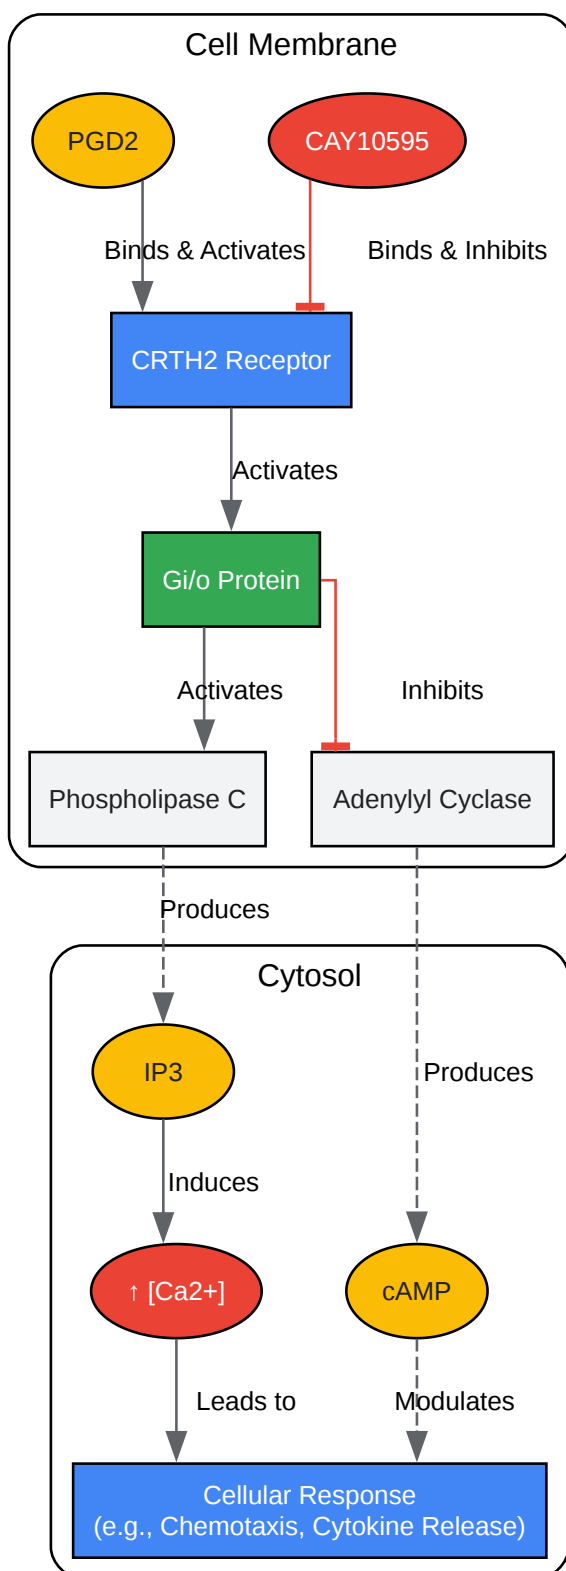 Cell Membrane
PGD2
CAY10595
Binds & Activates
Binds & Inhibits
CRTH2 Receptor
Activates
Gi/o Protein
Activates
Inhibits
Phospholipase C
Adenylyl Cyclase
Produces
Cytosol
IP3
Produces
Induces
↑ [Ca2+]
cAMP
Leads to
Modulates
Cellular Response
(e.g., Chemotaxis, Cytokine Release)